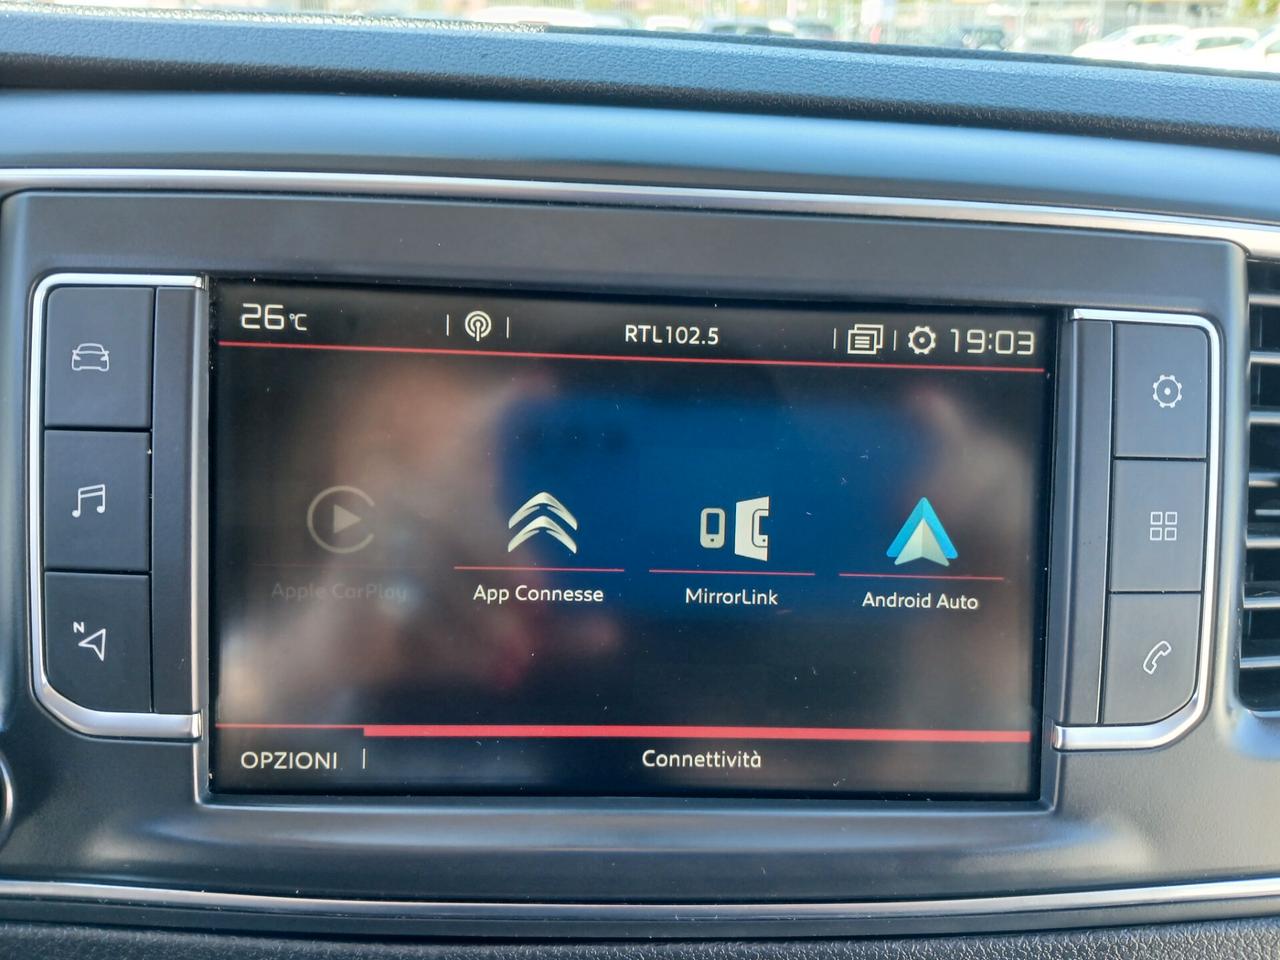 26°C
RTL102.5
19:03
Apple CarPlay
App Connesse
MirrorLink
Android Auto
OPZIONI
Connettività
N